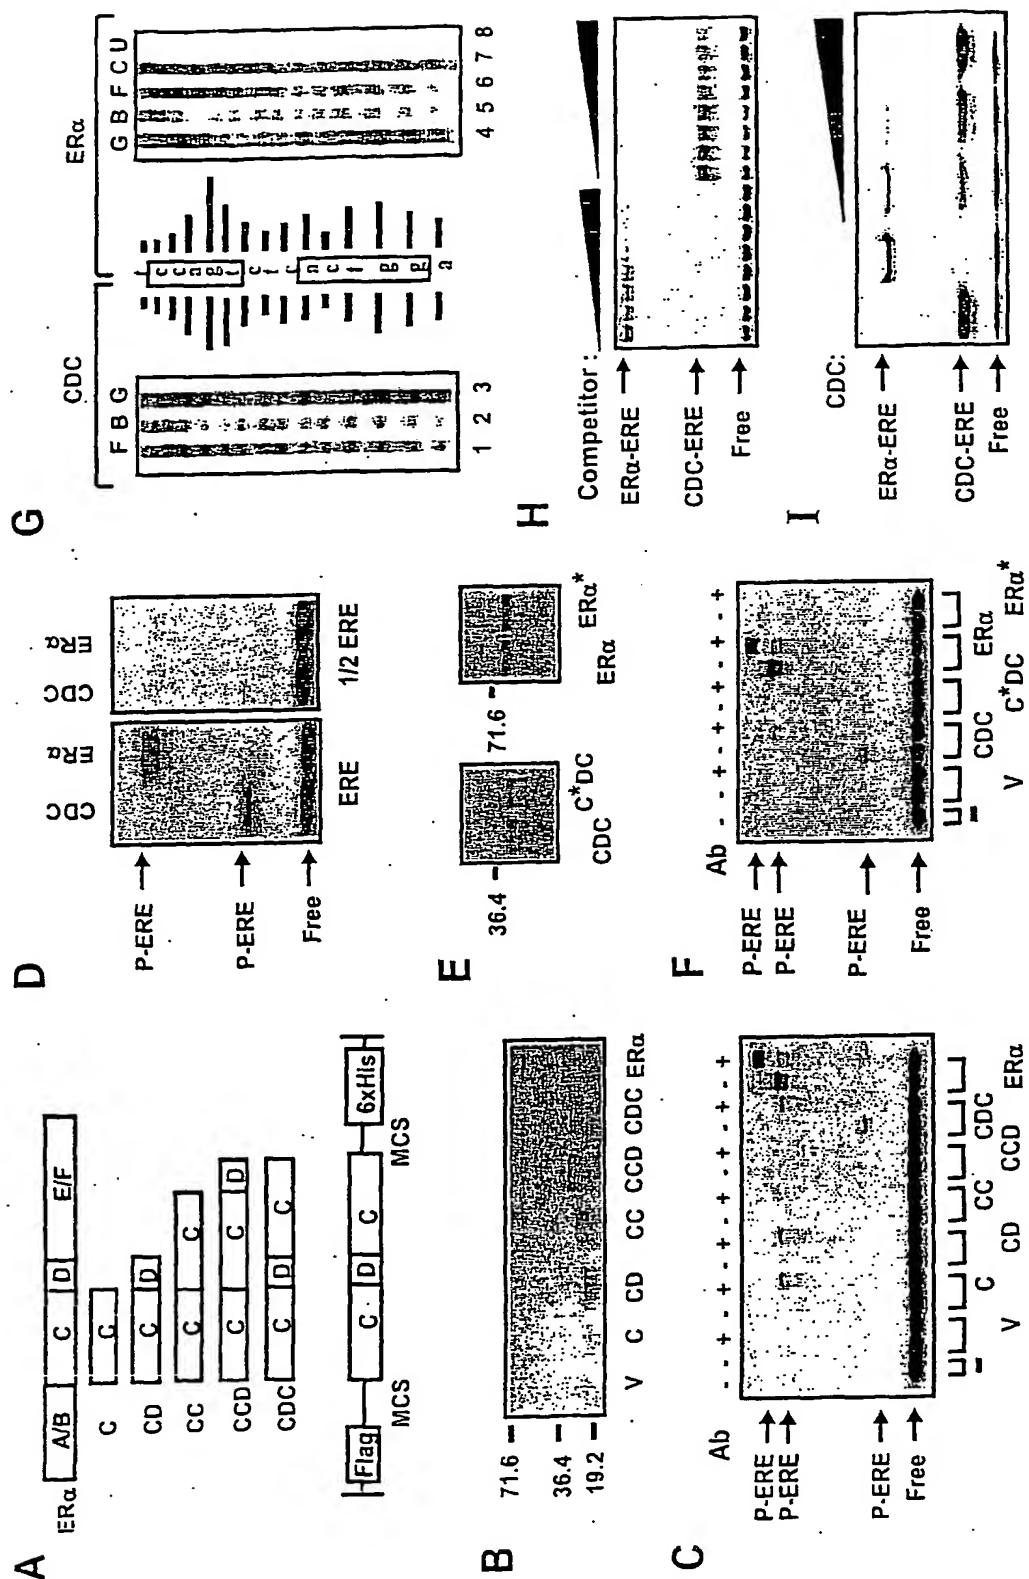 A
ERα A/B C D E/F
C C
CD C D
CC C C
CCD C C D
CDC C D C
Flag C D C 6xHis
MCS MCS
B
71.6
36.4
19.2
V C CD CC CCD CDC ERα
C
Ab - - + - + - + - + - + - + - +
P-ERE
P-ERE
P-ERE
Free
– V C CD CC CCD CDC ERα
D
CDC ERα CDC ERα
P-ERE
P-ERE
Free
ERE 1/2 ERE
E
36.4 71.6
CDC C*DC ERα ERα*
F
Ab - - + - + - + - + - +
P-ERE
P-ERE
P-ERE
Free
– V CDC C*DC ERα ERα*
G
CDC ERα
F B G G B F C U
1 2 3 4 5 6 7 8
H
Competitor:
ERα-ERE
CDC-ERE
Free
I
CDC:
ERα-ERE
CDC-ERE
Free